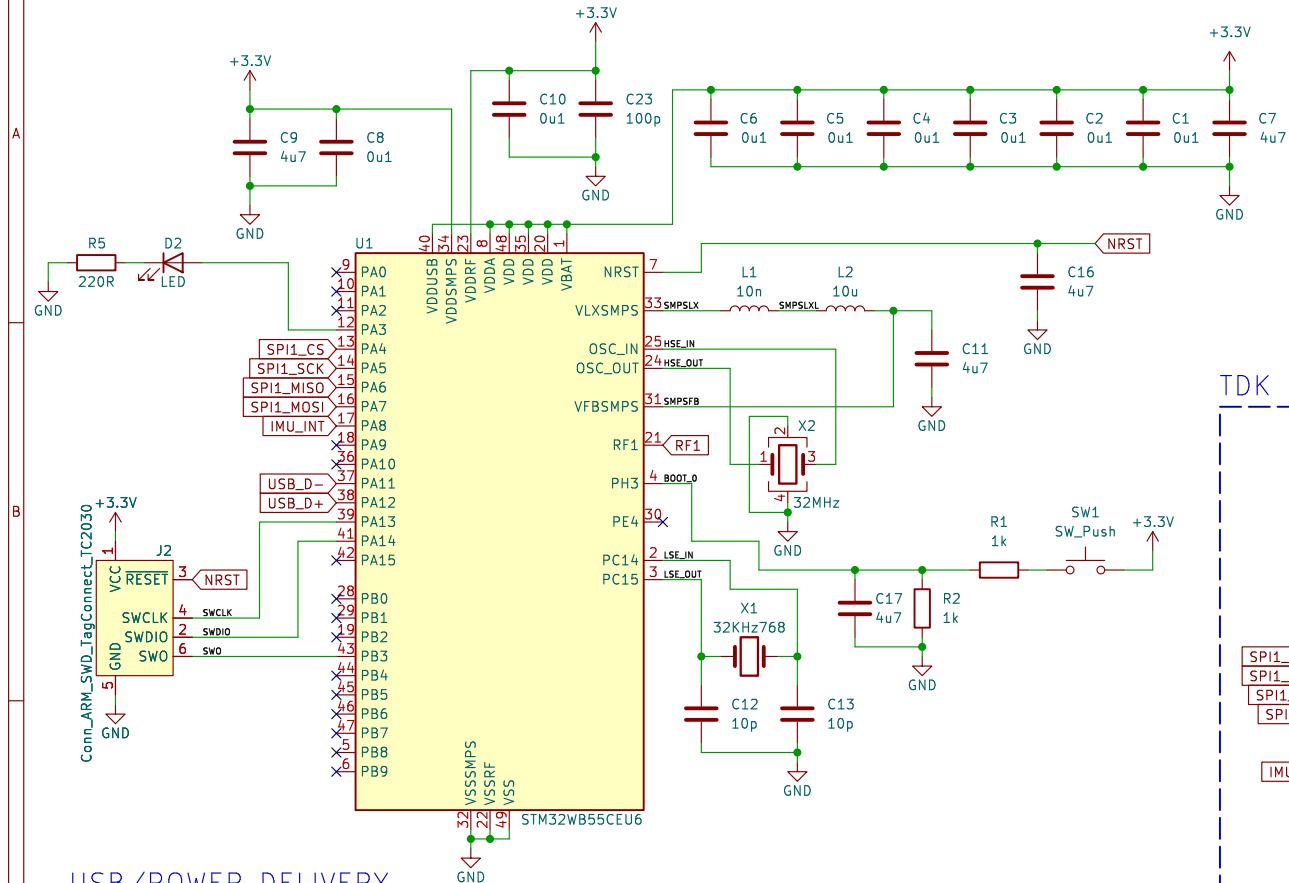 A
B
+3.3V
C9
4u7
C8
0u1
GND
+3.3V
C10
0u1
C23
100p
GND
+3.3V
C6
0u1
C5
0u1
C4
0u1
C3
0u1
C2
0u1
C1
0u1
C7
4u7
GND
R5
220R
D2
LED
GND
U1
40 VDDUSB
34 VDDSMPS
23 VDDRF
8 VDDA
48 VDD
35 VDD
20 VDD
1 VBAT
9 PA0
10 PA1
11 PA2
12 PA3
SPI1_CS 13 PA4
SPI1_SCK 14 PA5
SPI1_MISO 15 PA6
SPI1_MOSI 16 PA7
IMU_INT 17 PA8
18 PA9
36 PA10
USB_D- 37 PA11
USB_D+ 38 PA12
39 PA13
41 PA14
42 PA15
28 PB0
29 PB1
19 PB2
43 PB3
44 PB4
45 PB5
46 PB6
47 PB7
5 PB8
6 PB9
NRST 7
VLXSMPS 33 SMPSLX
OSC_IN 25 HSE_IN
OSC_OUT 24 HSE_OUT
VFBSMPS 31 SMPSFB
RF1 21 RF1
PH3 4 BOOT_0
PE4 30
PC14 2 LSE_IN
PC15 3 LSE_OUT
32 VSSSMPS
22 VSSRF
49 VSS
STM32WB55CEU6
GND
NRST
C16
4u7
GND
L1
10n
SMPSLXL
L2
10u
C11
4u7
GND
X2
1
2
3
4
32MHz
GND
R1
1k
SW1
SW_Push
+3.3V
C17
4u7
R2
1k
GND
X1
32KHz768
C12
10p
C13
10p
GND
+3.3V
J2
Conn_ARM_SWD_TagConnect_TC2030
1 VCC
RESET 3 NRST
SWCLK 4 SWCLK
SWDIO 2 SWDIO
SWO 6 SWO
GND 5
GND
TDK
SPI1_
SPI1_
SPI1
SPI
IMU
USB/POWER DELIVERY